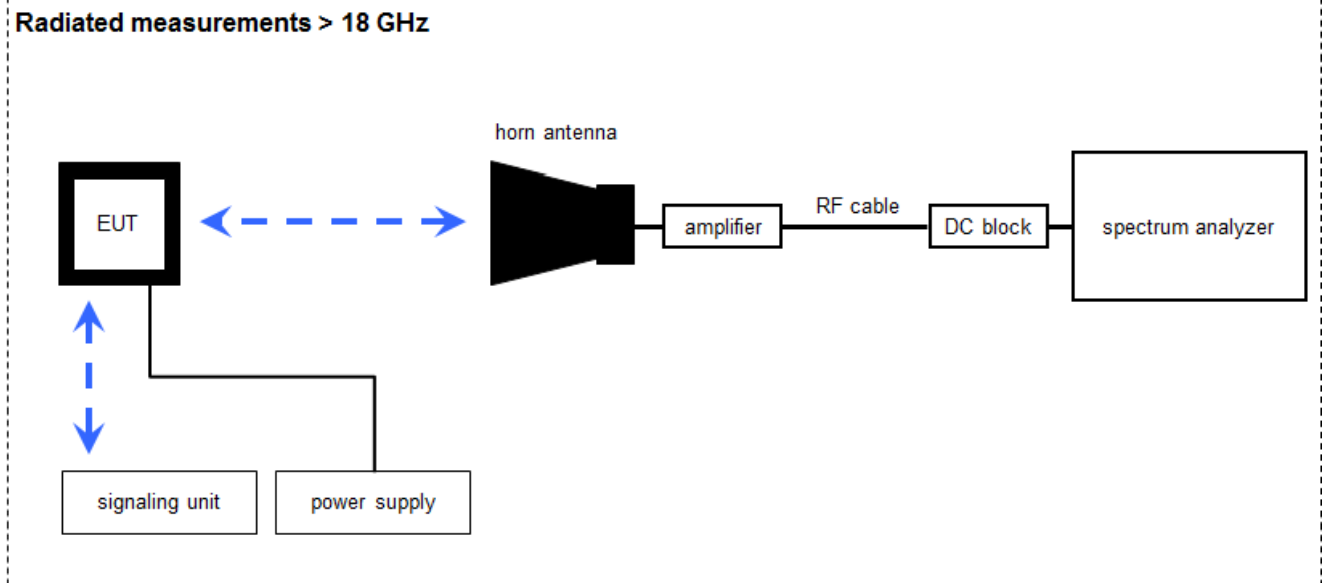 Radiated measurements > 18 GHz
horn antenna
EUT
amplifier
RF cable
DC block
spectrum analyzer
signaling unit
power supply